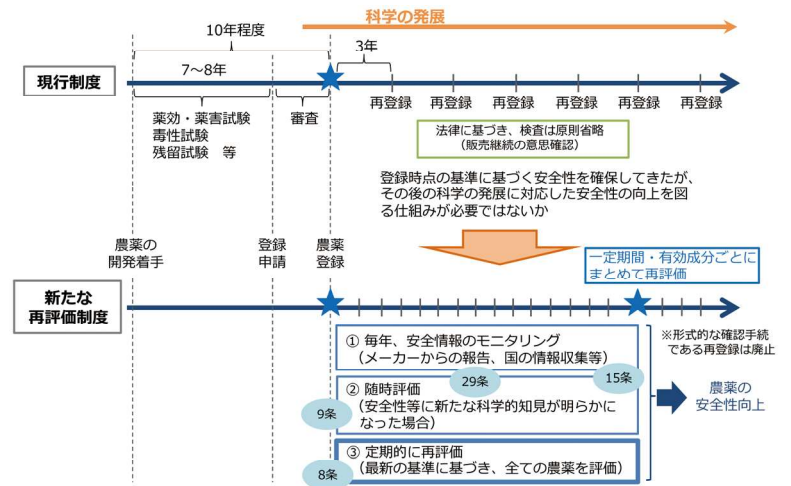 科学の発展
10年程度
3年
7～8年
現行制度
再登録
再登録
再登録
再登録
再登録
再登録
薬効・薬害試験
毒性試験
残留試験　等
審査
法律に基づき、検査は原則省略
（販売継続の意思確認）
登録時点の基準に基づく安全性を確保してきたが、
その後の科学の発展に対応した安全性の向上を図
る仕組みが必要ではないか
農薬の
開発着手
登録
申請
農薬
登録
一定期間・有効成分ごとに
まとめて再評価
新たな
再評価制度
① 毎年、安全情報のモニタリング
（メーカーからの報告、国の情報収集等）
29条
15条
② 随時評価
（安全性等に新たな科学的知見が明らかに
なった場合）
9条
③ 定期的に再評価
（最新の基準に基づき、全ての農薬を評価）
8条
※形式的な確認手続
である再登録は廃止
農薬の
安全性向上